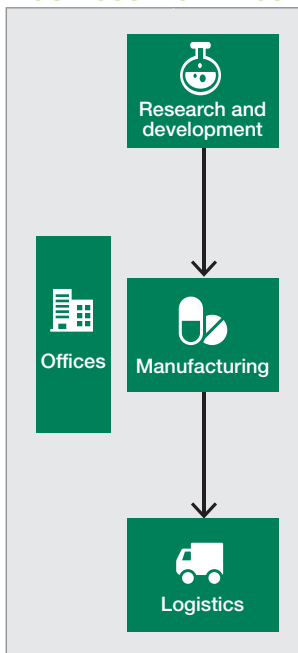 Research and
development
Offices
Manufacturing
Logistics